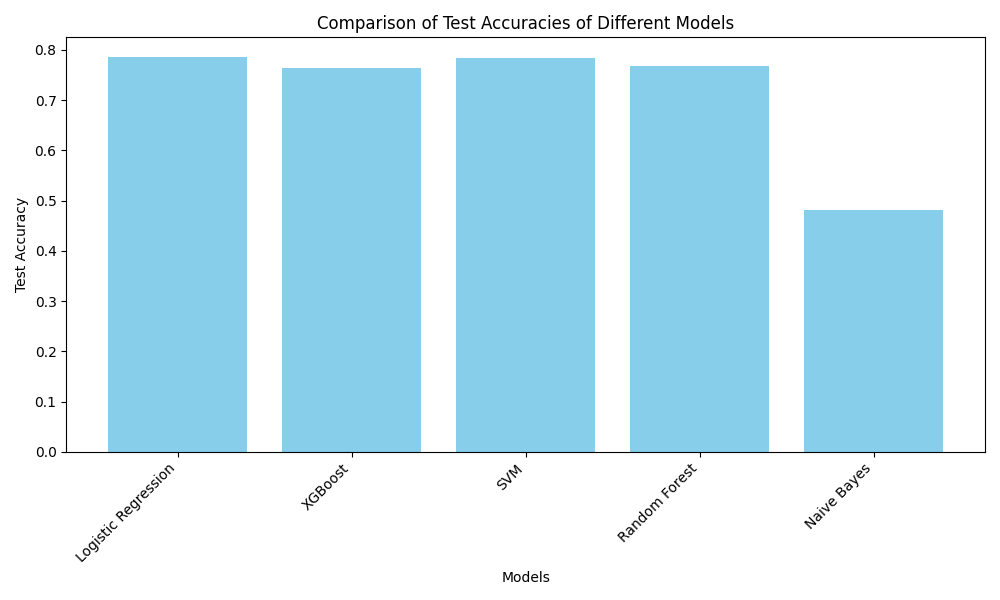 Comparison of Test Accuracies of Different Models
Test Accuracy
0.8
0.7
0.6
0.5
0.4
0.3
0.2
0.1
0.0
Logistic Regression
XGBoost
SVM
Random Forest
Naive Bayes
Models